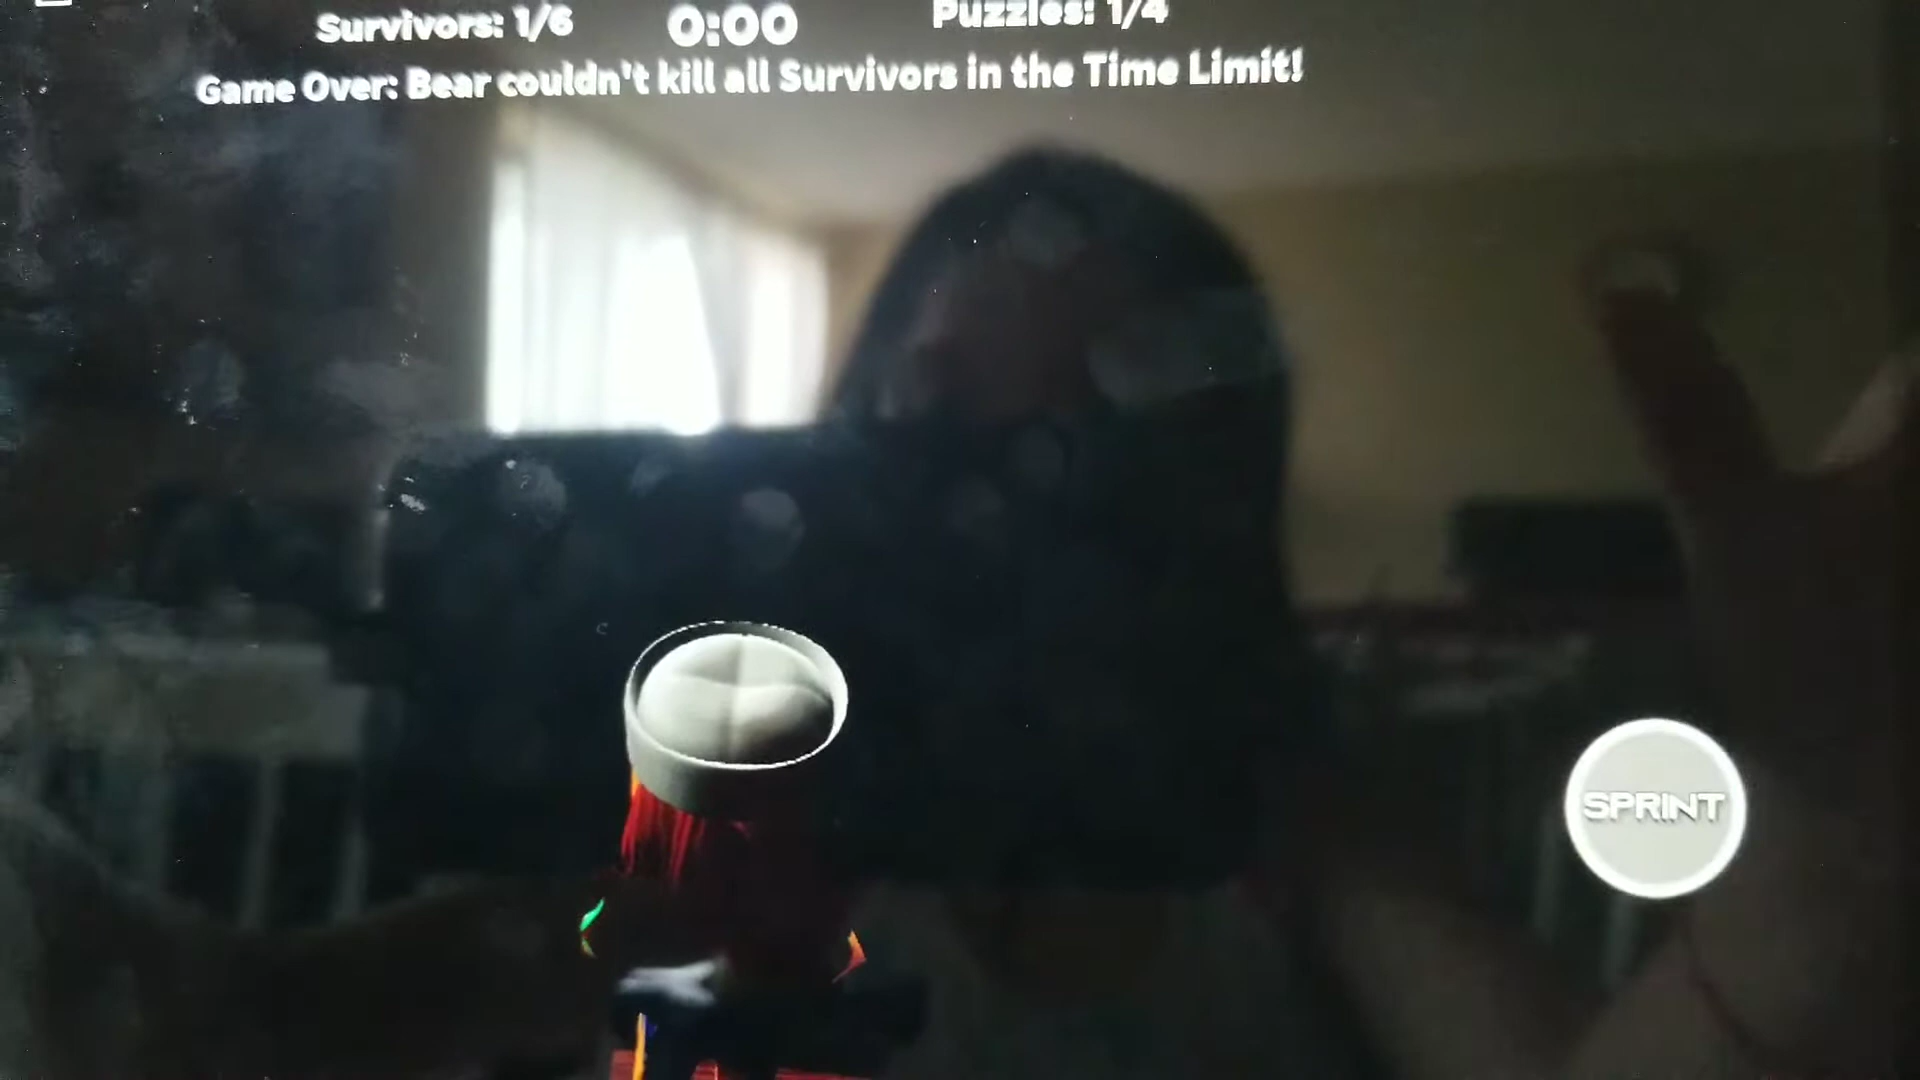 Survivors: 1/6
0:00
Puzzles: 1/4
Game Over: Bear couldn't kill all Survivors in the Time Limit!
SPRINT